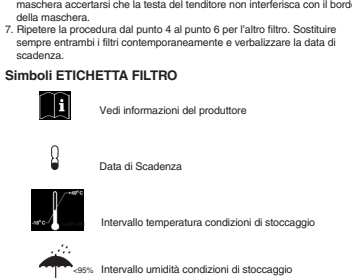 maschera accertarsi che la testa del tenditore non interferisca con il bordo
della maschera.
7. Ripetere la procedura dal punto 4 al punto 6 per l'altro filtro. Sostituire
sempre entrambi i filtri contemporaneamente e verbalizzare la data di
scadenza.
Simboli ETICHETTA FILTRO
i
Vedi informazioni del produttore
Data di Scadenza
+40°C
-10°C
Intervallo temperatura condizioni di stoccaggio
<95% Intervallo umidità condizioni di stoccaggio